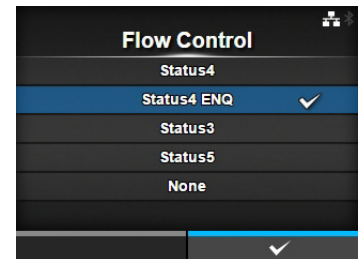 Flow Control
Status4
Status4 ENQ
Status3
Status5
None